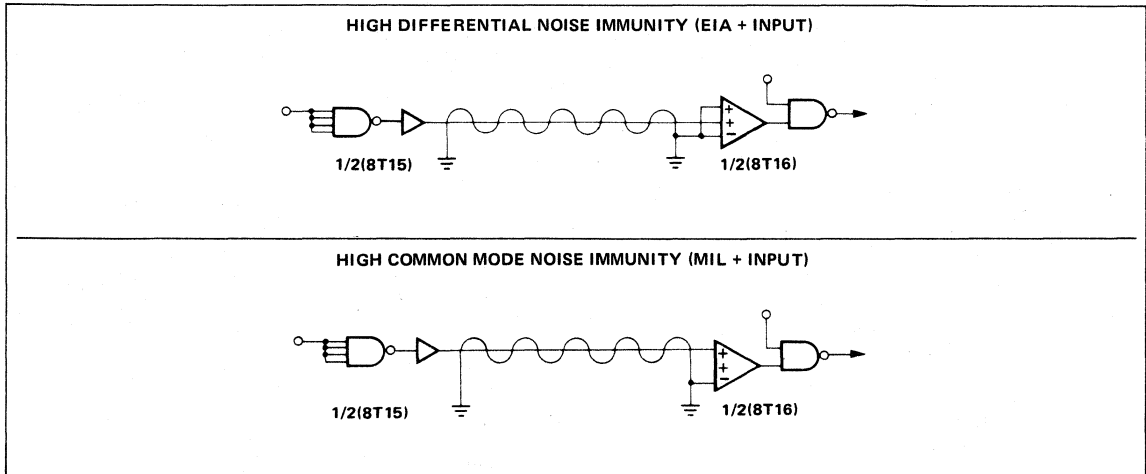 HIGH DIFFERENTIAL NOISE IMMUNITY (EIA + INPUT)
+
+
−
1/2(8T15)
1/2(8T16)
HIGH COMMON MODE NOISE IMMUNITY (MIL + INPUT)
+
+
−
1/2(8T15)
1/2(8T16)